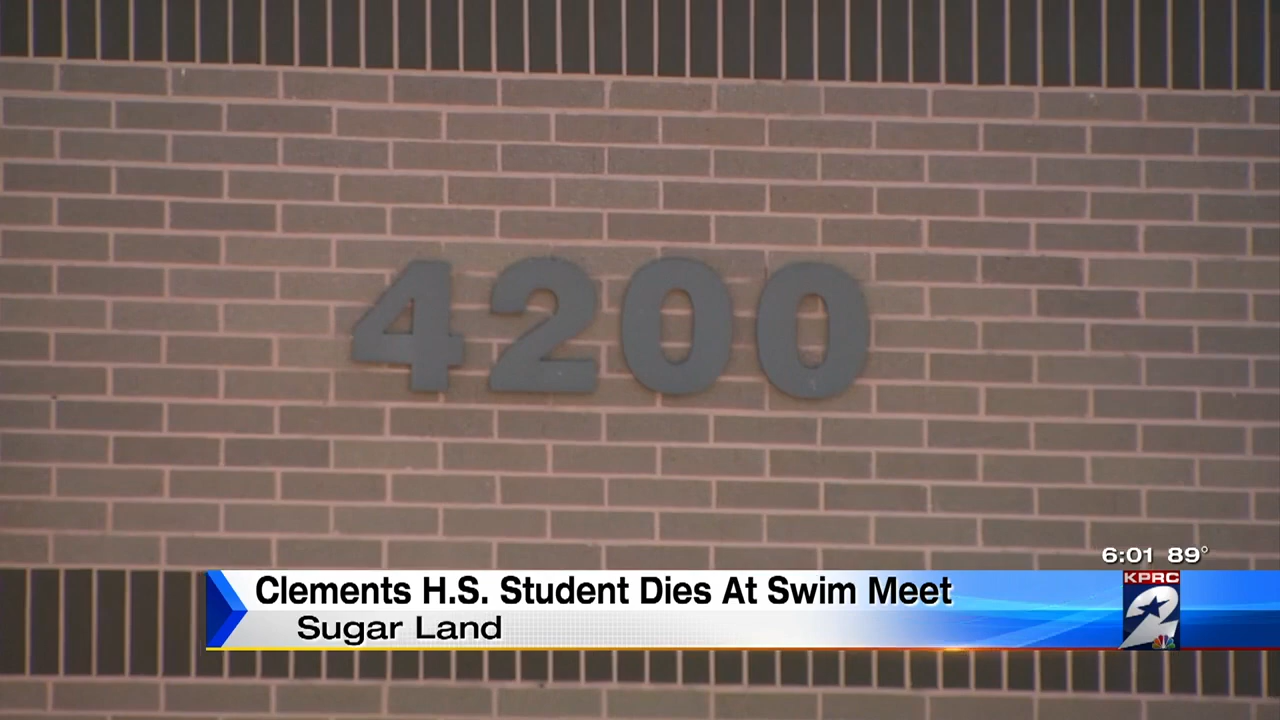 4200
6:01 89°
Clements H.S. Student Dies At Swim Meet
Sugar Land
KPRC
2